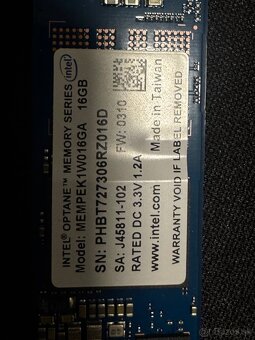 INTEL® OPTANE™ MEMORY SERIES
intel
Model: MEMPEK1W016GA 16GB
SN: PHBT727306RZ016D
SA: J45811-102 FW: 0310
RATED DC 3.3V 1.2A
www.intel.com Made in Taiwan
WARRANTY VOID IF LABEL REMOVED